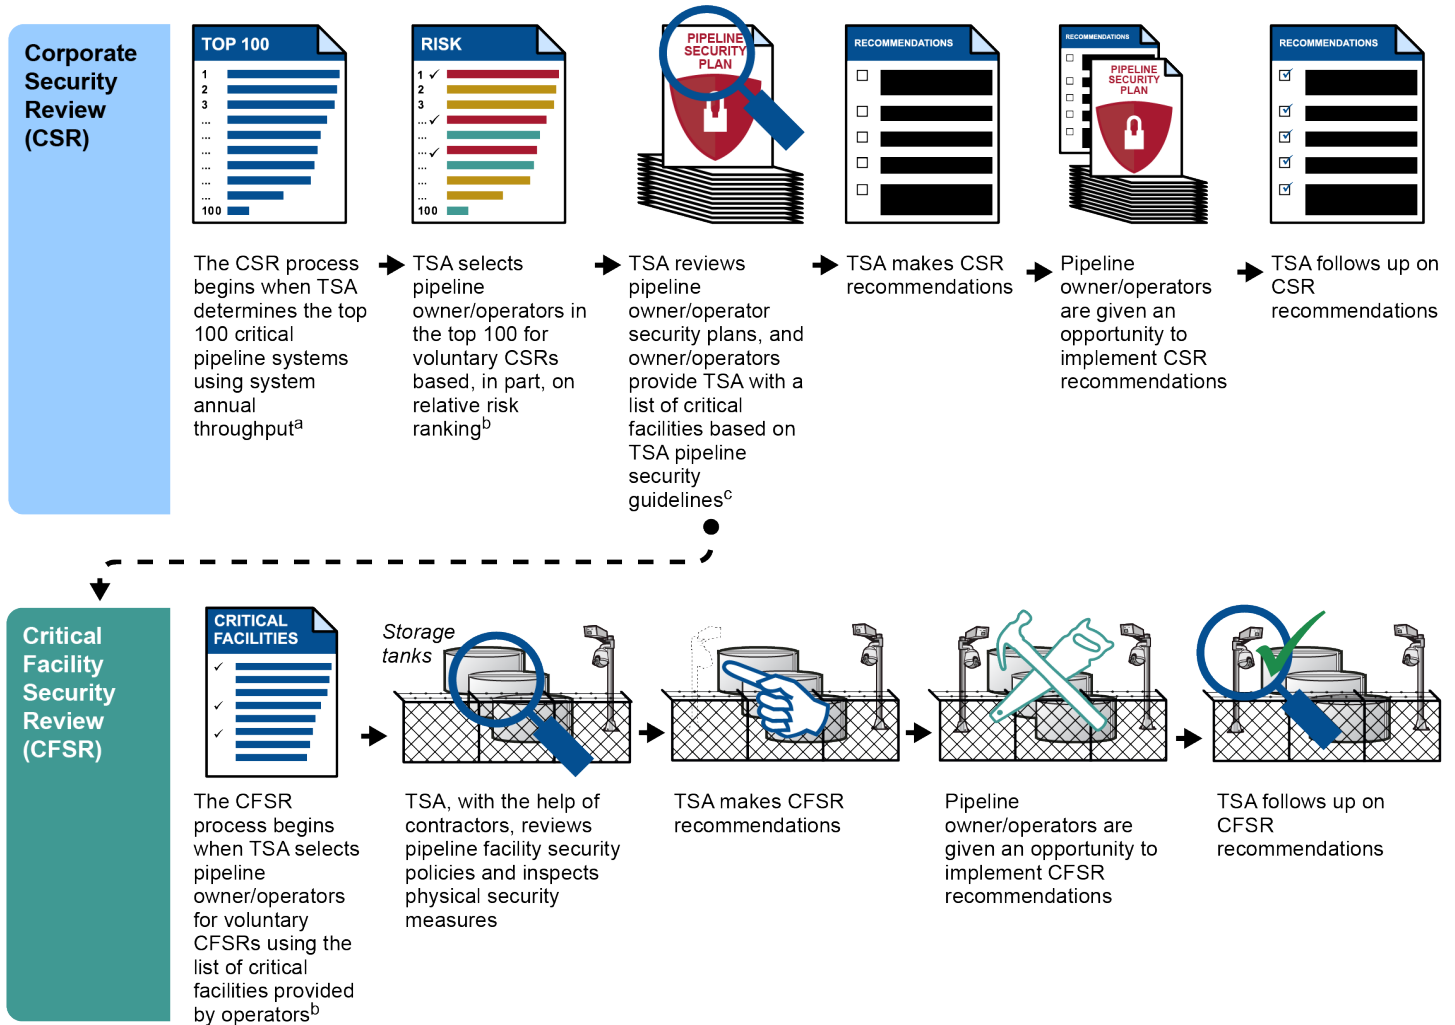 Corporate
Security
Review
(CSR)
TOP 100
1
2
3
...
...
...
...
...
...
100
RISK
1
2
3
...
...
...
...
...
...
100
PIPELINE
SECURITY
PLAN
RECOMMENDATIONS
RECOMMENDATIONS
PIPELINE
SECURITY
PLAN
RECOMMENDATIONS
The CSR process
begins when TSA
determines the top
100 critical
pipeline systems
using system
annual
throughputa
TSA selects
pipeline
owner/operators in
the top 100 for
voluntary CSRs
based, in part, on
relative risk
rankingb
TSA reviews
pipeline
owner/operator
security plans, and
owner/operators
provide TSA with a
list of critical
facilities based on
TSA pipeline
security
guidelinesc
TSA makes CSR
recommendations
Pipeline
owner/operators
are given an
opportunity to
implement CSR
recommendations
TSA follows up on
CSR
recommendations
Critical
Facility
Security
Review
(CFSR)
CRITICAL
FACILITIES
Storage
tanks
The CFSR
process begins
when TSA selects
pipeline
owner/operators
for voluntary
CFSRs using the
list of critical
facilities provided
by operatorsb
TSA, with the help of
contractors, reviews
pipeline facility security
policies and inspects
physical security
measures
TSA makes CFSR
recommendations
Pipeline
owner/operators are
given an opportunity to
implement CFSR
recommendations
TSA follows up on
CFSR
recommendations